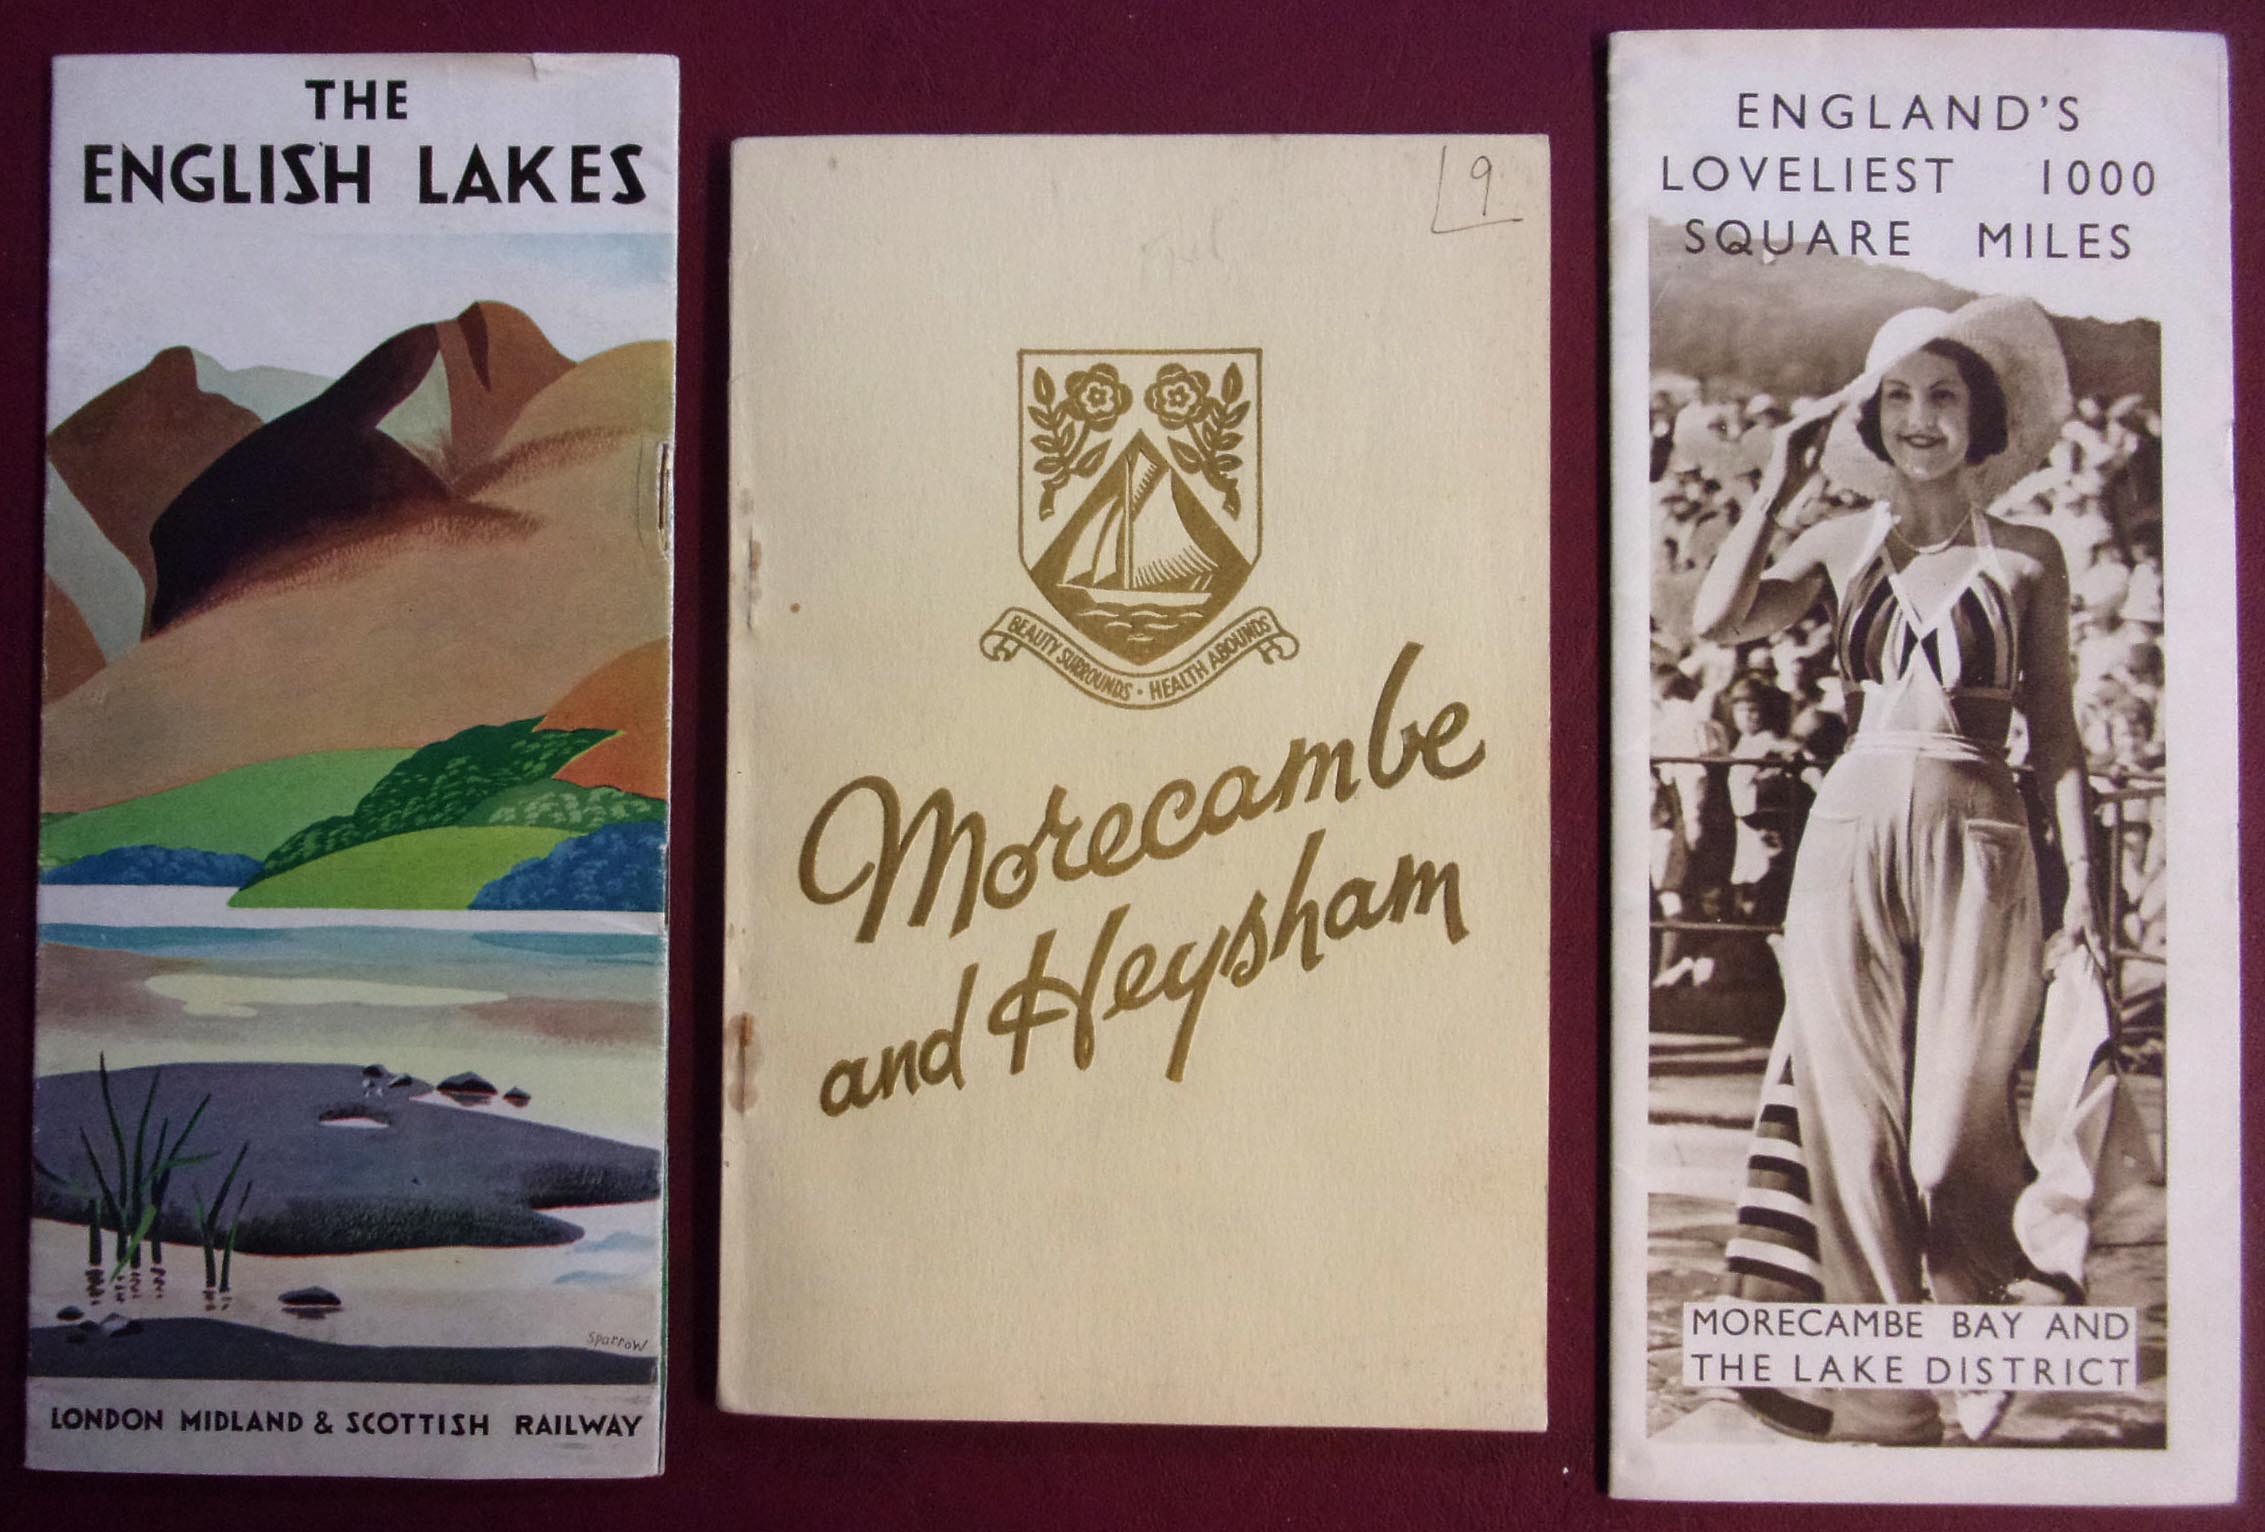 THE
ENGLISH LAKES
Sparrow
LONDON MIDLAND & SCOTTISH RAILWAY
9
BEAUTY SURROUNDS · HEALTH ABOUNDS
Morecambe
and Heysham
ENGLAND'S
LOVELIEST 1000
SQUARE MILES
MORECAMBE BAY AND
THE LAKE DISTRICT